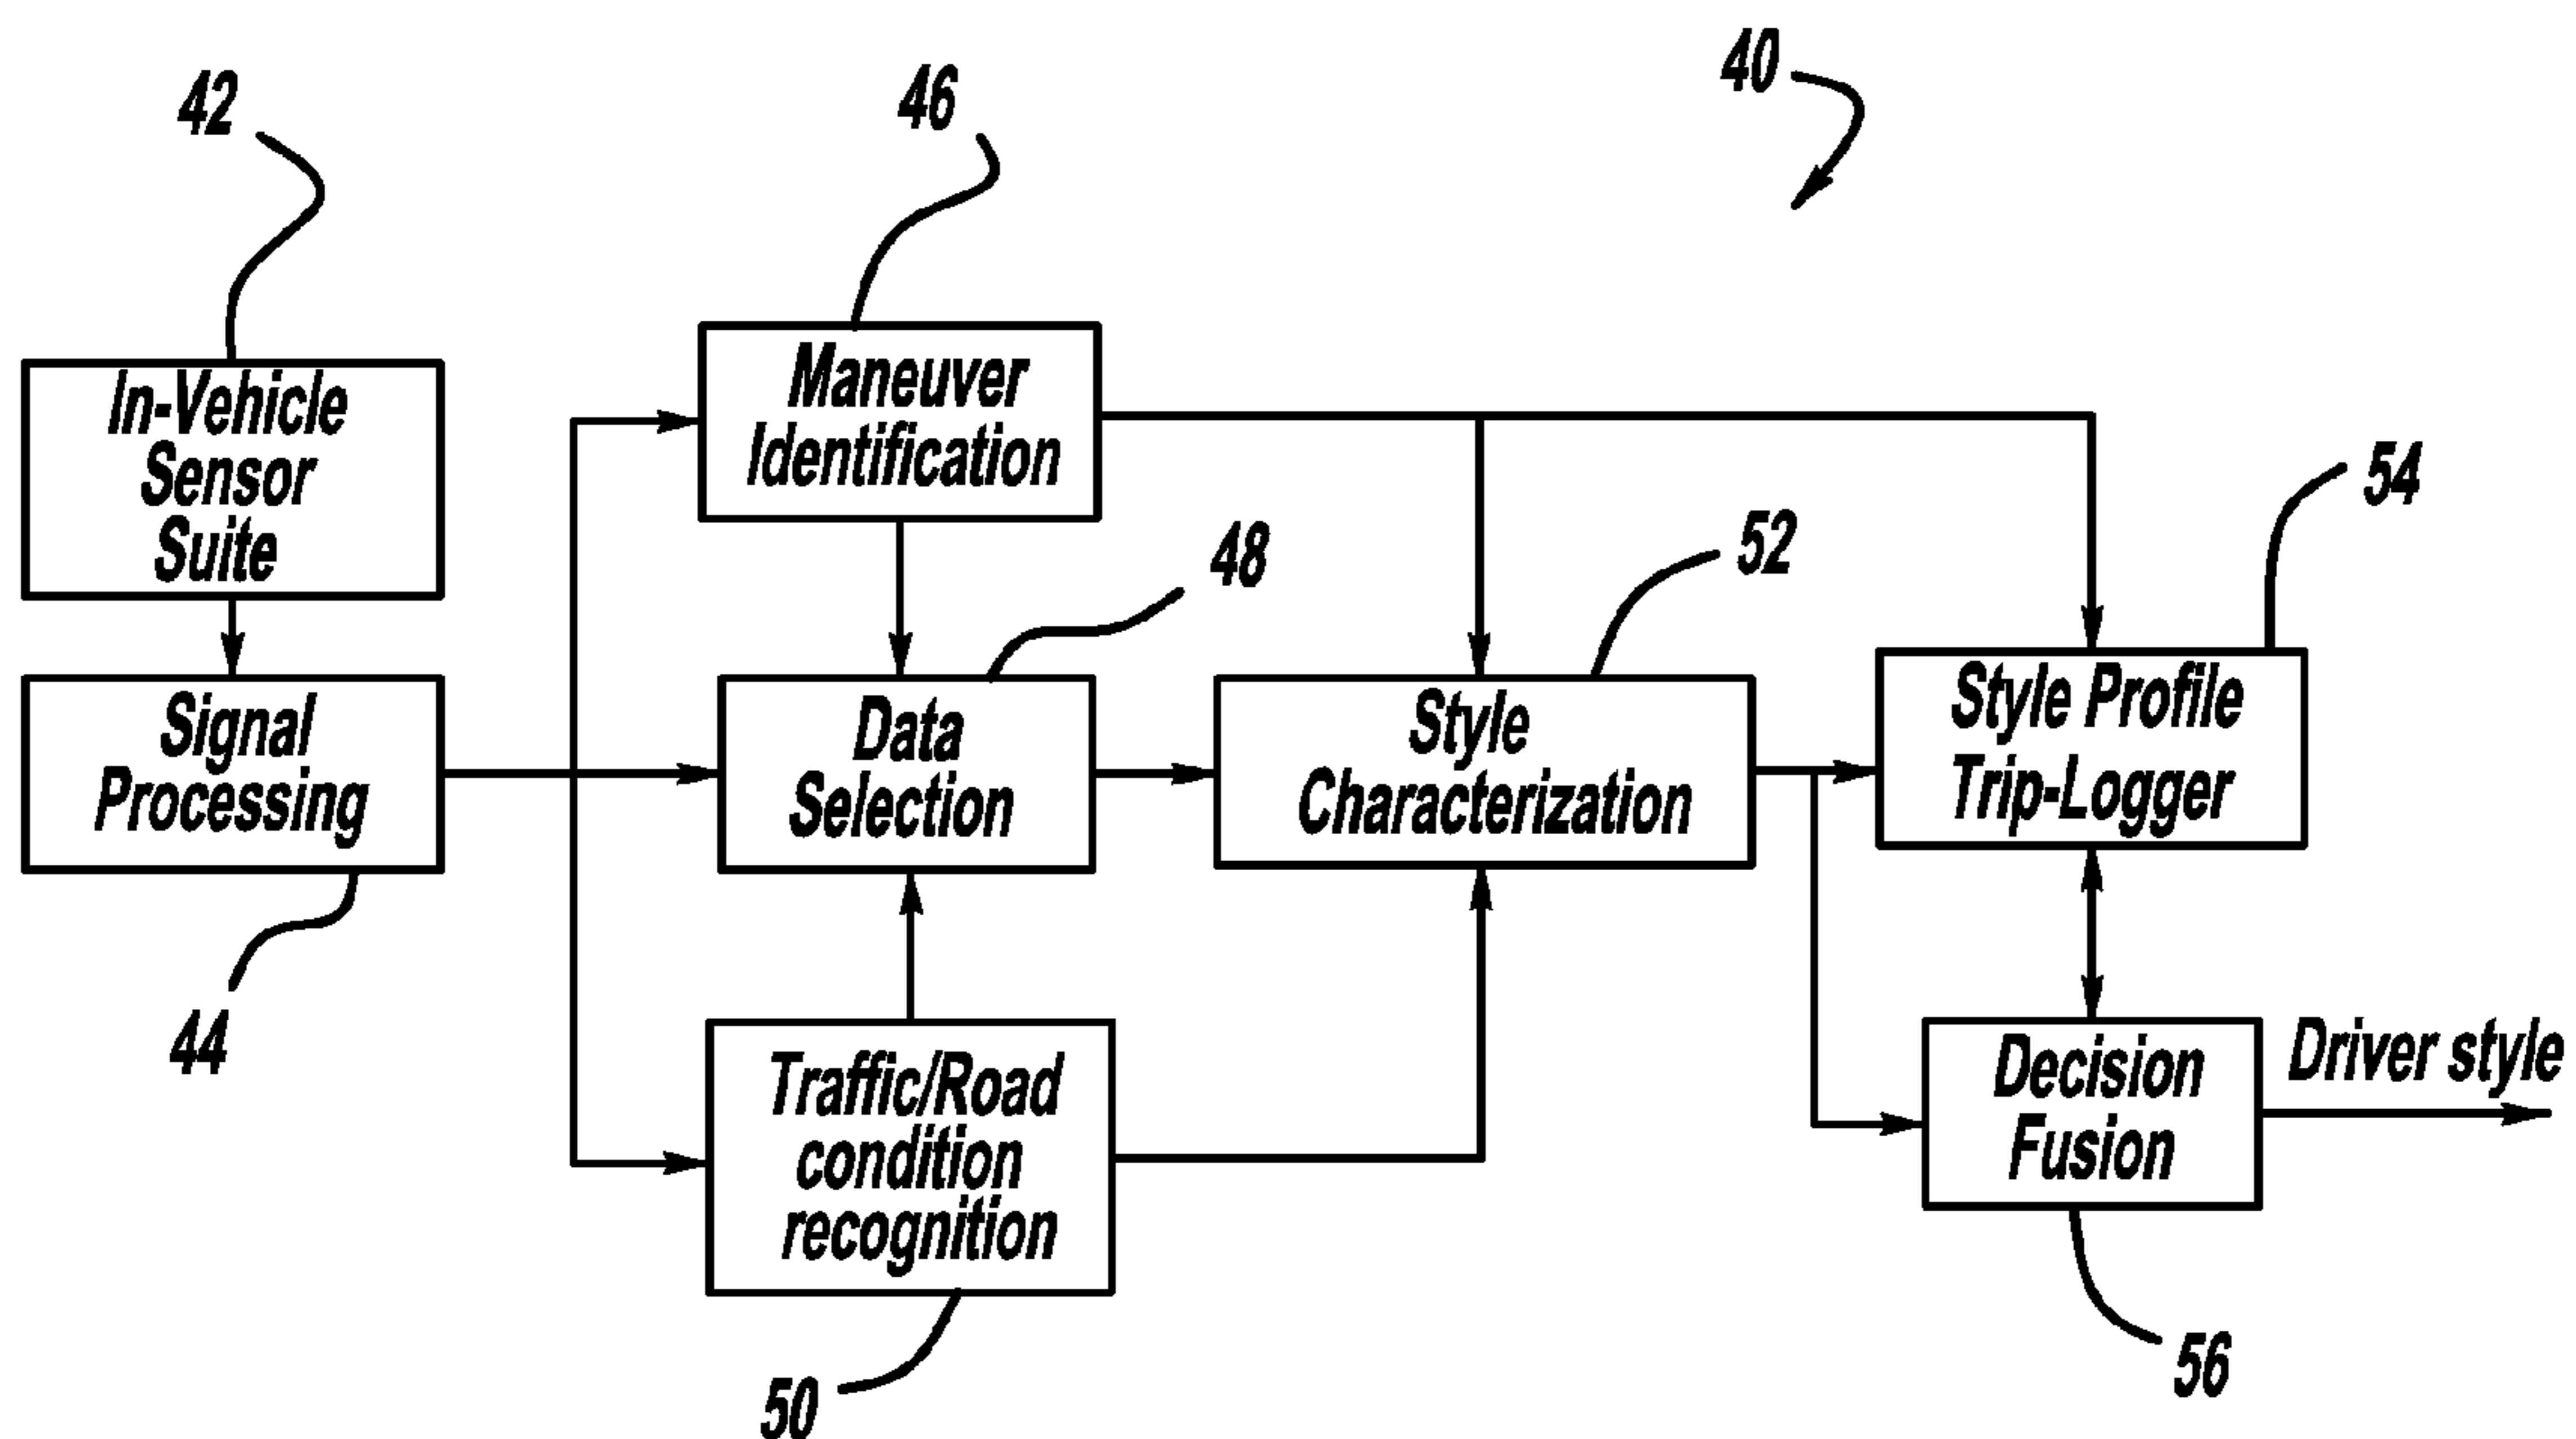 40
42
46
In-Vehicle
Sensor
Suite
Maneuver
Identification
54
48
52
Signal
Processing
Data
Selection
Style
Characterization
Style Profile
Trip-Logger
44
Traffic/Road
condition
recognition
Decision
Fusion
Driver style
50
56